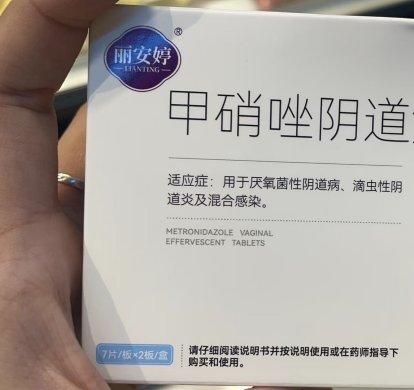 丽安婷®
LIANTING
甲硝唑阴道
适应症：用于厌氧菌性阴道病、滴虫性阴
道炎及混合感染。
METRONIDAZOLE VAGINAL
EFFERVESCENT TABLETS
7片/板×2板/盒
请仔细阅读说明书并按说明使用或在药师指导下
购买和使用。